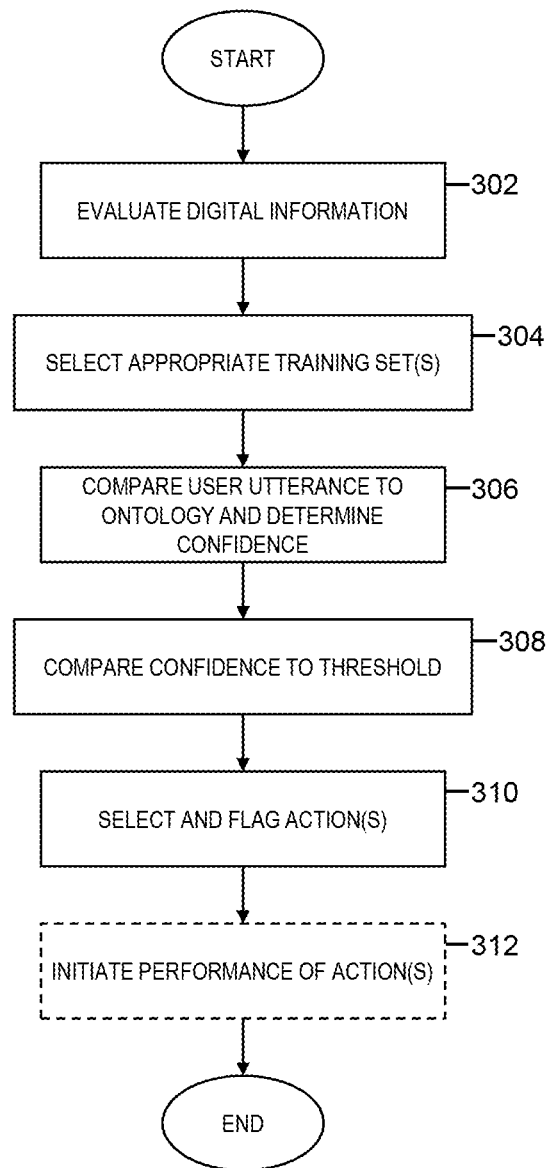 START
302
EVALUATE DIGITAL INFORMATION
304
SELECT APPROPRIATE TRAINING SET(S)
306
COMPARE USER UTTERANCE TO
ONTOLOGY AND DETERMINE
CONFIDENCE
308
COMPARE CONFIDENCE TO THRESHOLD
310
SELECT AND FLAG ACTION(S)
312
INITIATE PERFORMANCE OF ACTION(S)
END